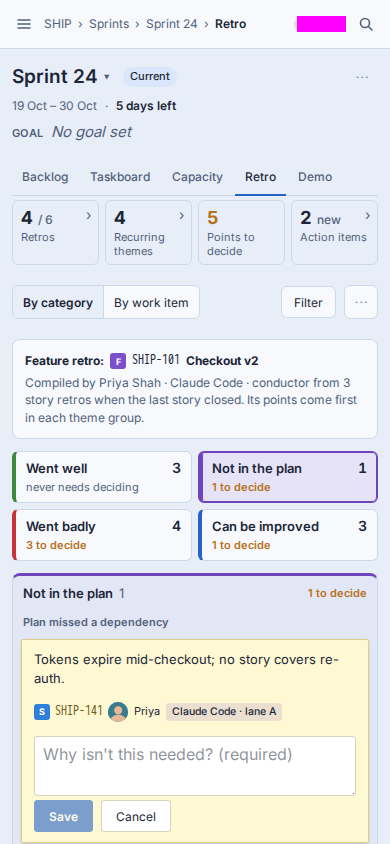 SHIP › Sprints › Sprint 24 › Retro
Sprint 24 ▾ Current ···
19 Oct – 30 Oct · 5 days left
GOAL No goal set
Backlog Taskboard Capacity Retro Demo
4 / 6 › Retros
4 › Recurring themes
5 Points to decide
2 new › Action items
By category By work item Filter ···
Feature retro: F SHIP-101 Checkout v2
Compiled by Priya Shah · Claude Code · conductor from 3
story retros when the last story closed. Its points come first
in each theme group.
Went well 3
never needs deciding
Not in the plan 1
1 to decide
Went badly 4
3 to decide
Can be improved 3
1 to decide
Not in the plan 1 1 to decide
Plan missed a dependency
Tokens expire mid-checkout; no story covers re-
auth.
S SHIP-141 Priya Claude Code · lane A
Why isn't this needed? (required)
Save Cancel